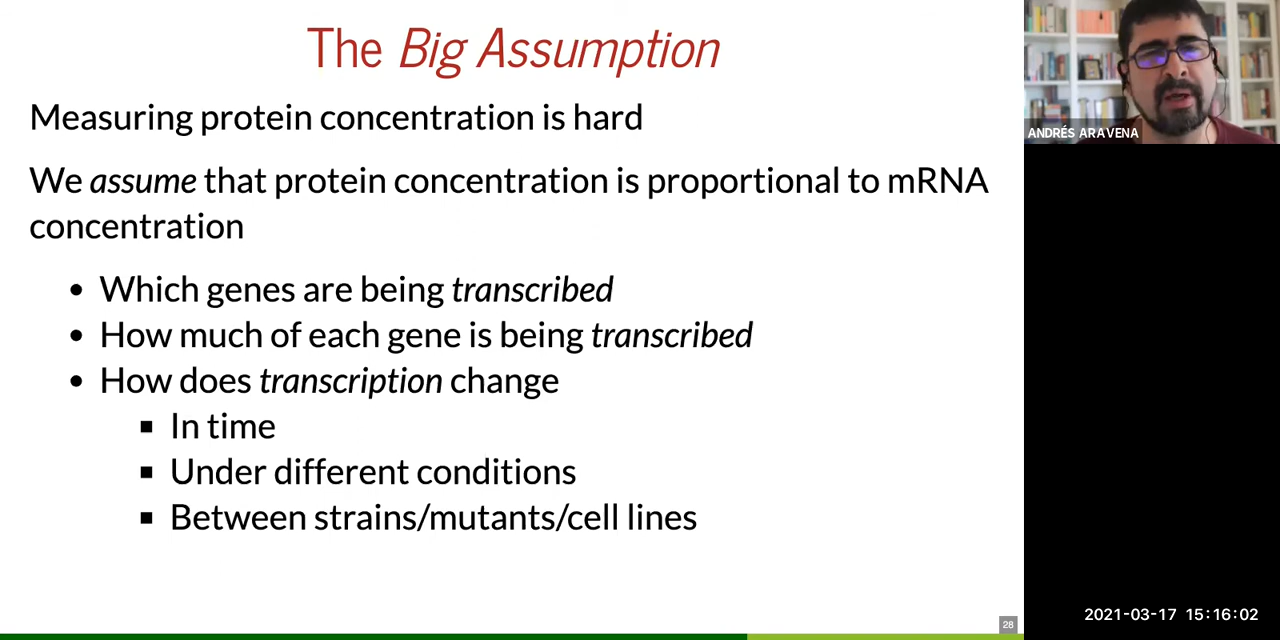 The Big Assumption
Measuring protein concentration is hard
We assume that protein concentration is proportional to mRNA
concentration
• Which genes are being transcribed
• How much of each gene is being transcribed
• How does transcription change
▪ In time
▪ Under different conditions
▪ Between strains/mutants/cell lines
28
ANDRÉS ARAVENA
2021-03-17 15:16:02